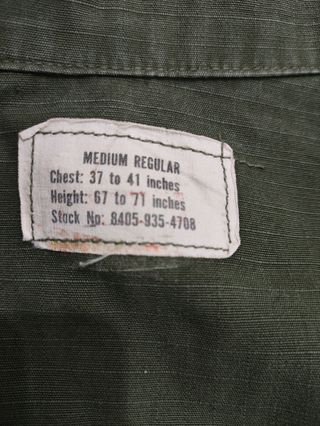 MEDIUM REGULAR
Chest: 37 to 41 inches
Height: 67 to 71 inches
Stock No: 8405-935-4708